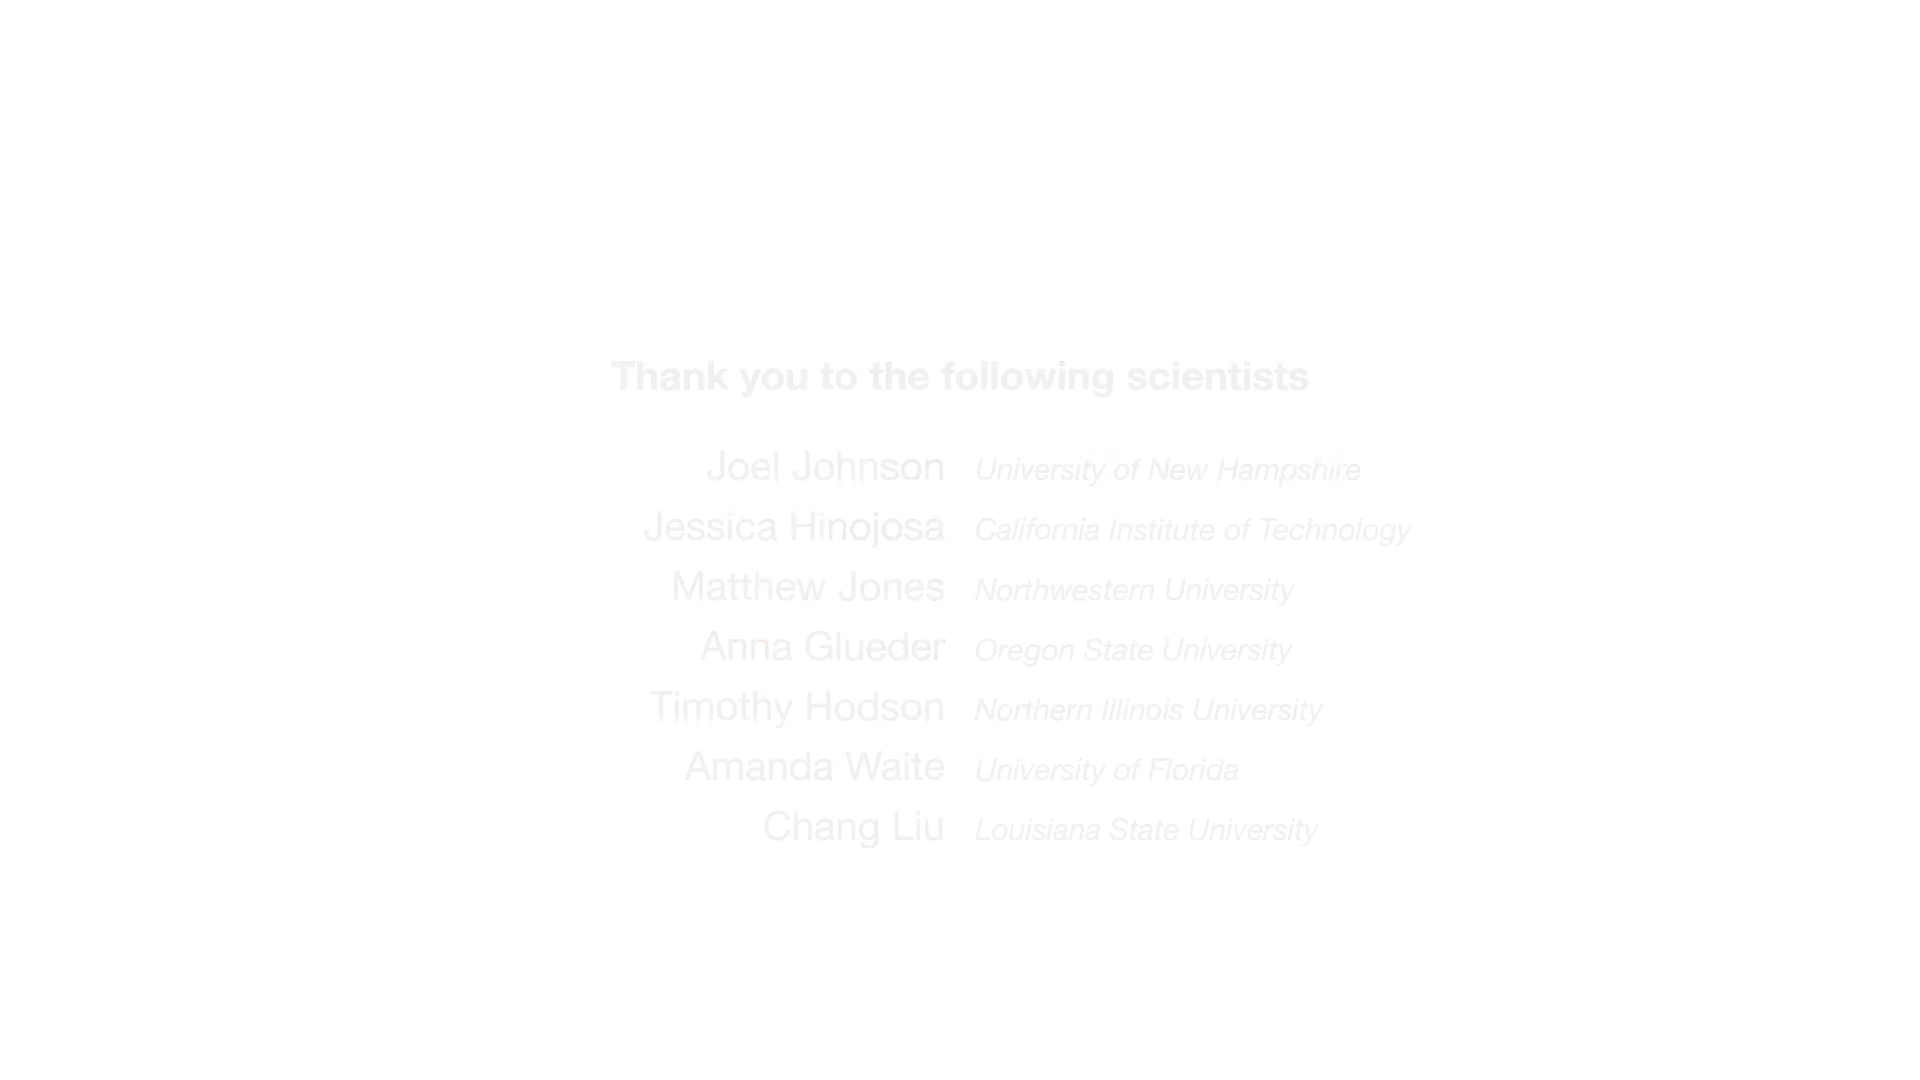 Thank you to the following scientists
Joel Johnson University of New Hampshire
Jessica Hinojosa California Institute of Technology
Matthew Jones Northwestern University
Anna Glueder Oregon State University
Timothy Hodson Northern Illinois University
Amanda Waite University of Florida
Chang Liu Louisiana State University